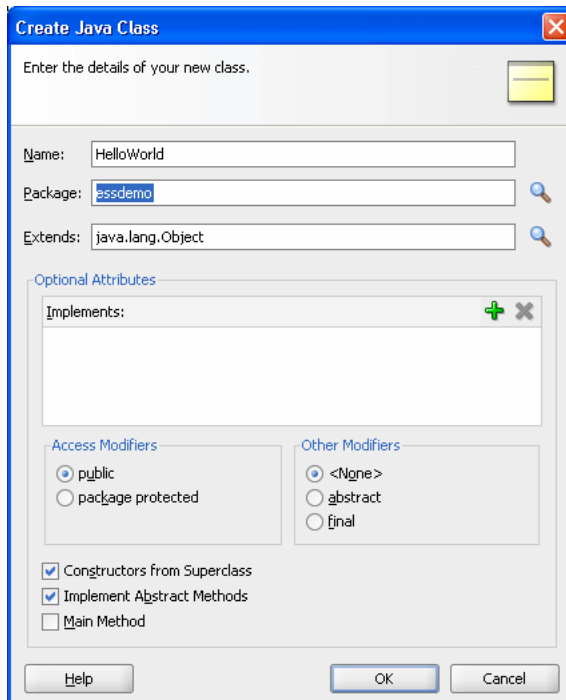 Create Java Class
Enter the details of your new class.
Name: HelloWorld
Package: essdemo
Extends: java.lang.Object
Optional Attributes
Implements:
Access Modifiers
public
package protected
Other Modifiers
<None>
abstract
final
Constructors from Superclass
Implement Abstract Methods
Main Method
Help OK Cancel